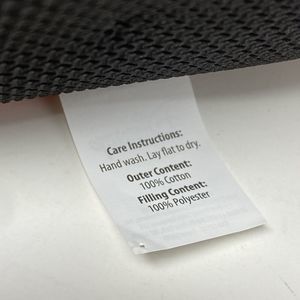 Care Instructions:
Hand wash. Lay flat to dry.
Outer Content:
100% Cotton
Filling Content:
100% Polyester